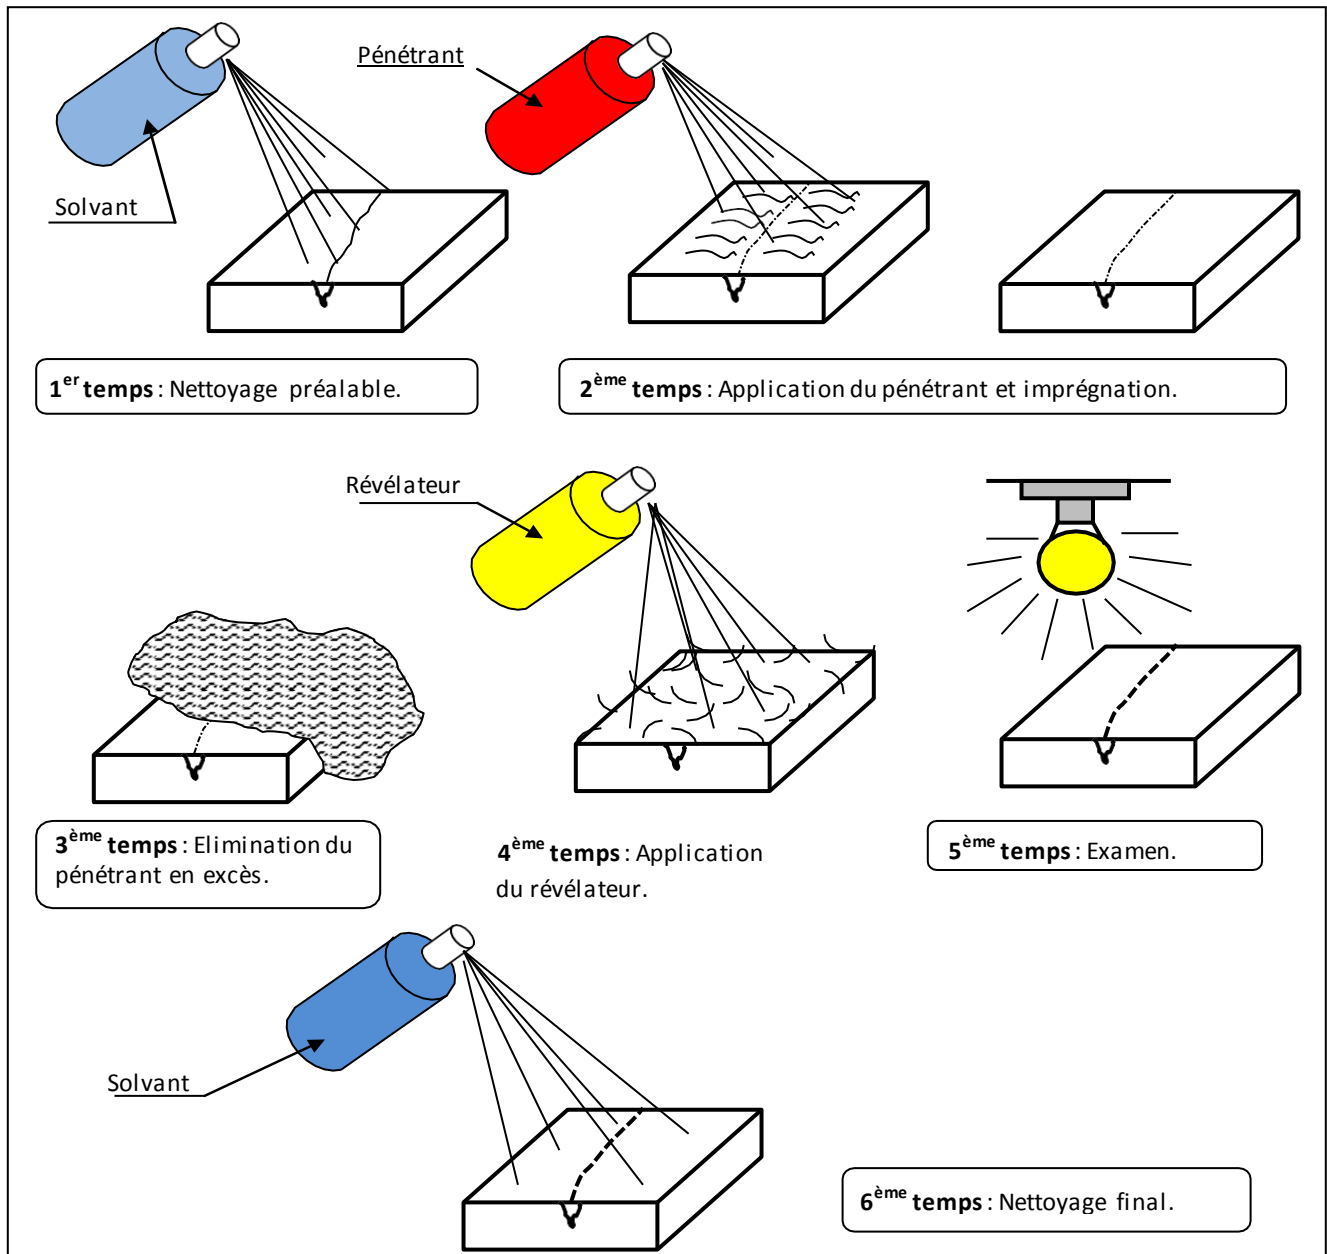 Pénétrant
Solvant
1er temps : Nettoyage préalable.
2ème temps : Application du pénétrant et imprégnation.
Révélateur
3ème temps : Elimination du
pénétrant en excès.
4ème temps : Application
du révélateur.
5ème temps : Examen.
Solvant
6ème temps : Nettoyage final.